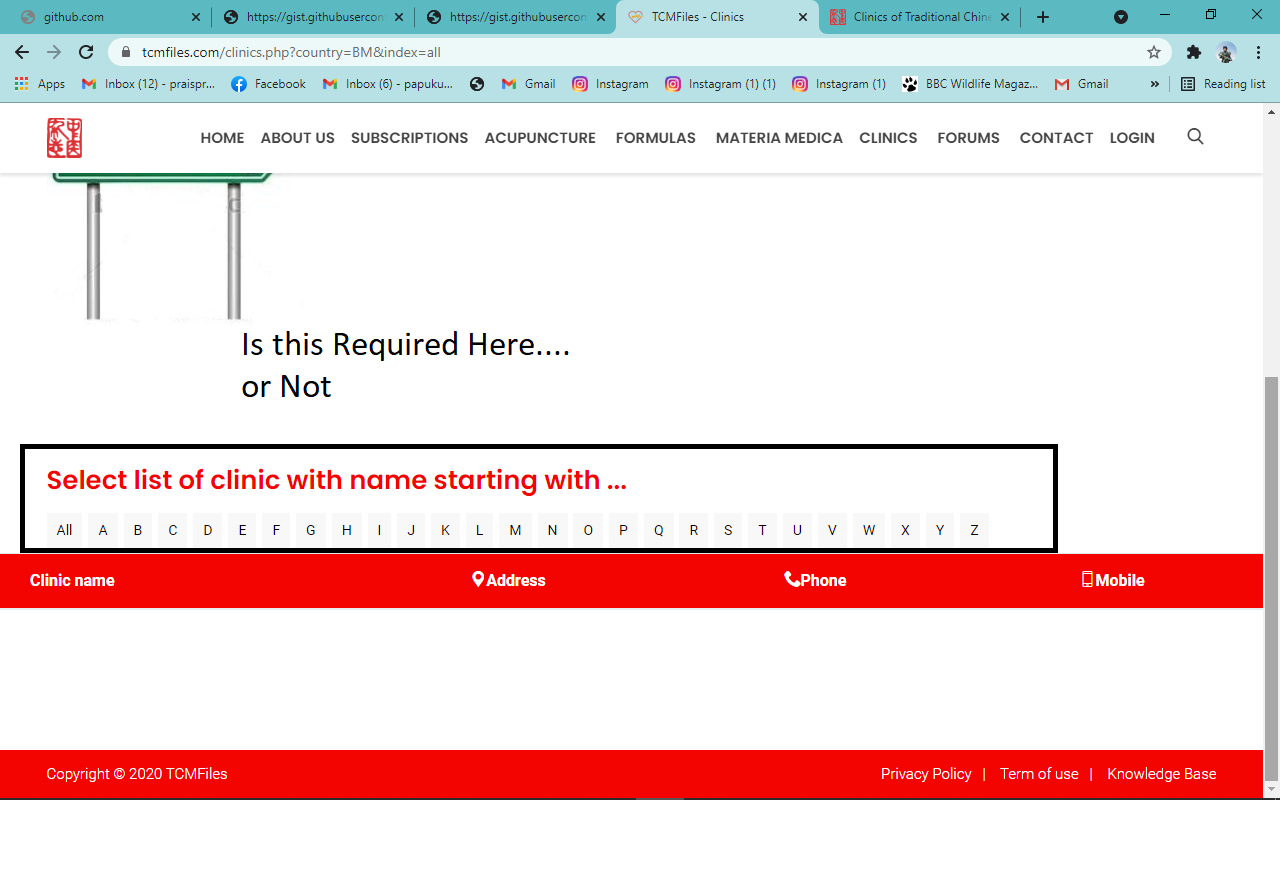 github.com
https://gist.githubusercon
https://gist.githubusercon
TCMFiles - Clinics
Clinics of Traditional Chine
tcmfiles.com/clinics.php?country=BM&index=all
Apps
Inbox (12) - praispr...
Facebook
Inbox (6) - papuku...
Gmail
Instagram
Instagram (1) (1)
Instagram (1)
BBC Wildlife Magaz...
Gmail
»
Reading list
HOME ABOUT US SUBSCRIPTIONS ACUPUNCTURE FORMULAS MATERIA MEDICA CLINICS FORUMS CONTACT LOGIN
Is this Required Here....
or Not
Select list of clinic with name starting with ...
All A B C D E F G H I J K L M N O P Q R S T U V W X Y Z
Clinic name Address Phone Mobile
Copyright © 2020 TCMFiles
Privacy Policy | Term of use | Knowledge Base